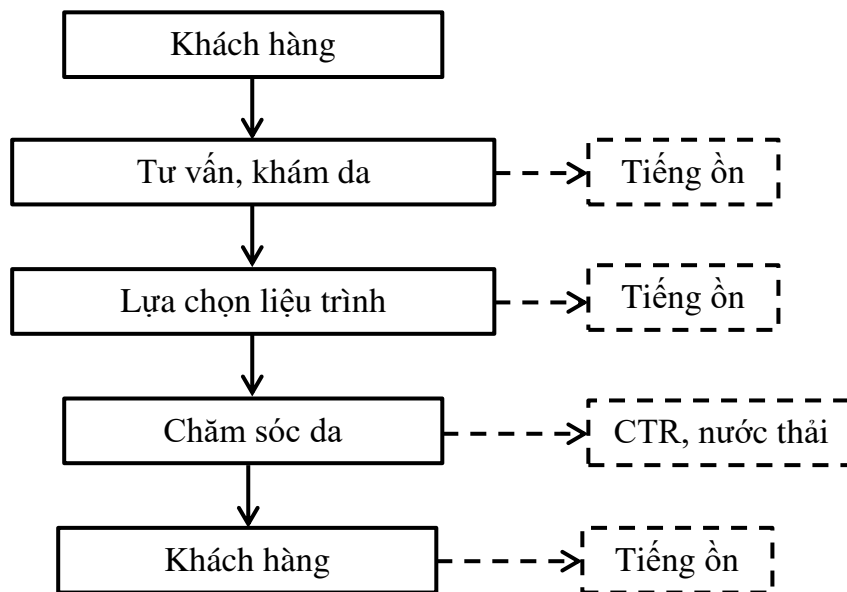 Khách hàng
Tư vấn, khám da
Tiếng ồn
Lựa chọn liệu trình
Tiếng ồn
Chăm sóc da
CTR, nước thải
Khách hàng
Tiếng ồn